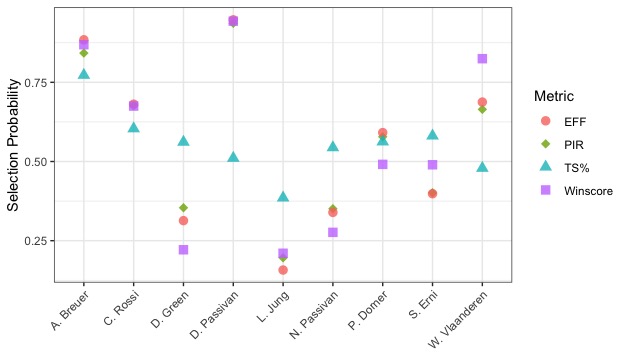 Selection Probability
0.75
0.50
0.25
A. Breuer
C. Rossi
D. Green
D. Passivan
L. Jung
N. Passivan
P. Domer
S. Erni
W. Vlaanderen
Metric
EFF
PIR
TS%
Winscore